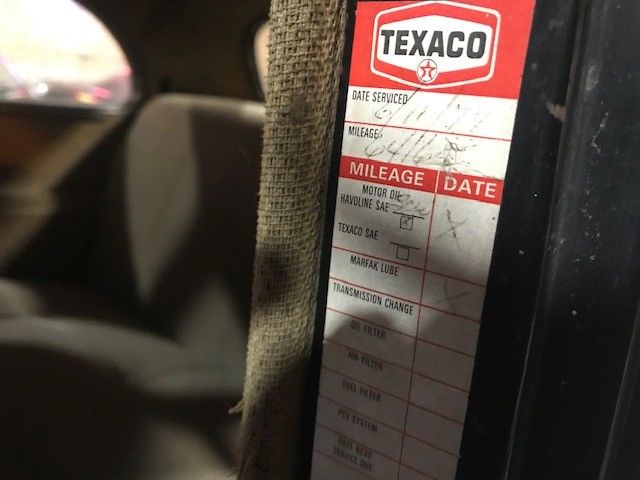 TEXACO
DATE SERVICED
MILEAGE
MILEAGE DATE
MOTOR OIL
HAVOLINE SAE
X
TEXACO SAE
MARFAK LUBE
X
TRANSMISSION CHANGE
OIL FILTER
AIR FILTER
FUEL FILTER
PCV SYSTEM
DATE NEXT
SERVICE DUE